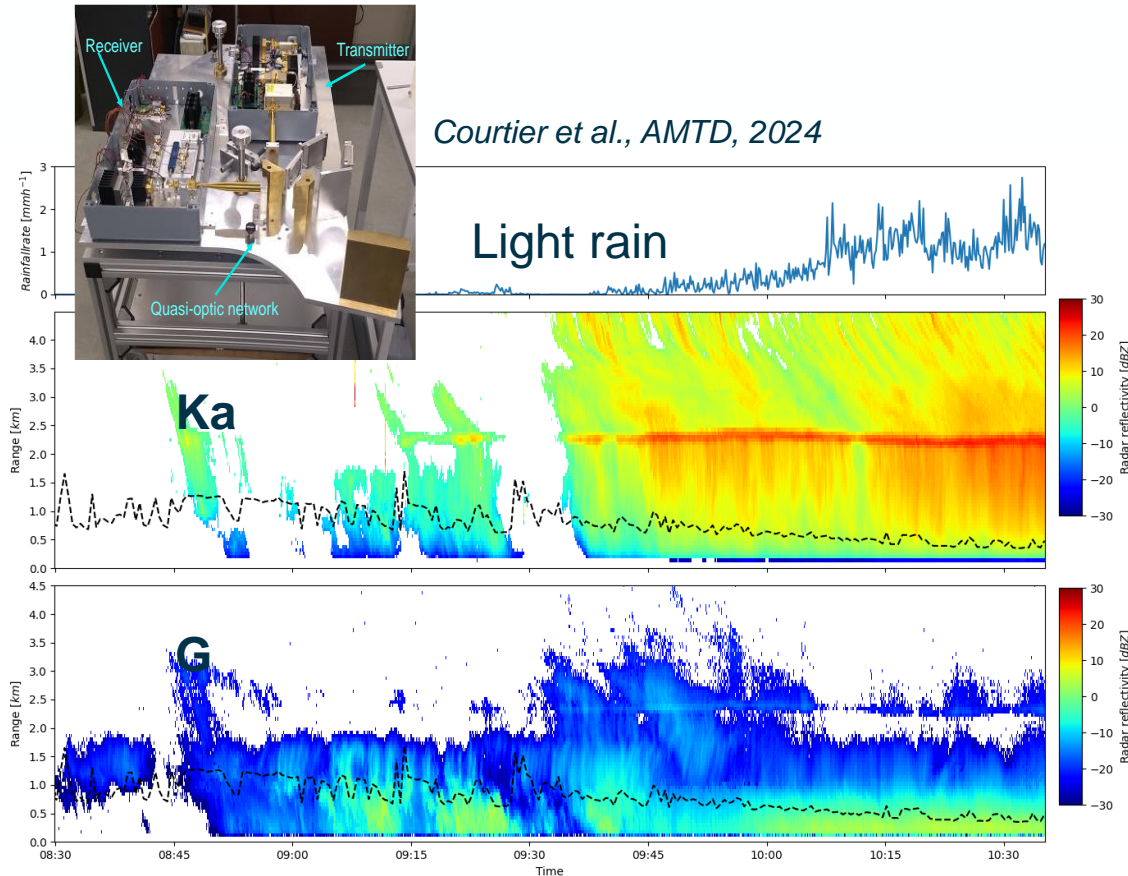 Receiver
Transmitter
Quasi-optic network
Courtier et al., AMTD, 2024
Light rain
Rainfallrate [mmh⁻¹]
3
2
1
0
Ka
Range [km]
4.0
3.5
3.0
2.5
2.0
1.5
1.0
0.5
0.0
30
20
10
0
−10
−20
−30
Radar reflectivity [dBZ]
G
Range [km]
4.5
4.0
3.5
3.0
2.5
2.0
1.5
1.0
0.5
0.0
30
20
10
0
−10
−20
−30
Radar reflectivity [dBZ]
08:30 08:45 09:00 09:15 09:30 09:45 10:00 10:15 10:30
Time